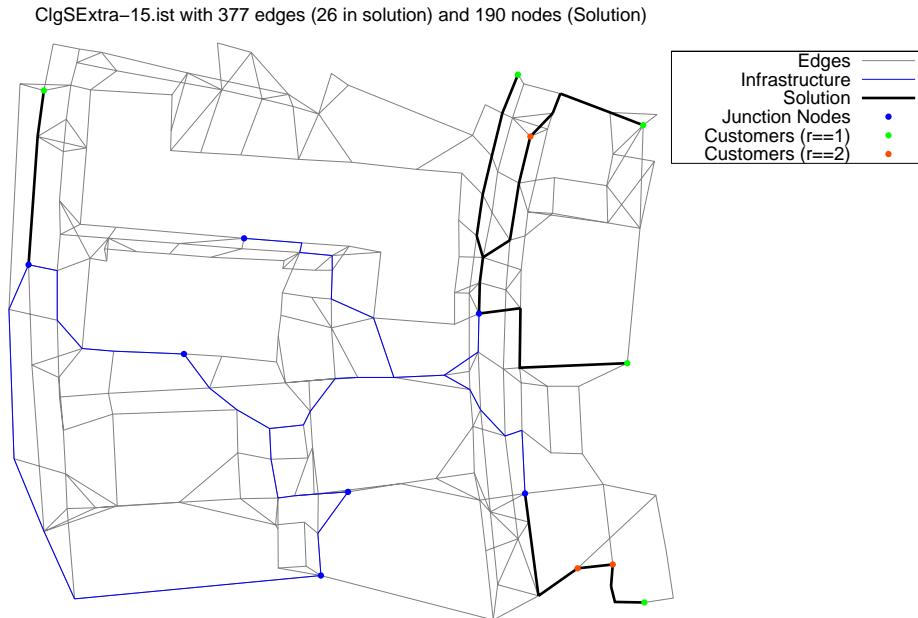 ClgSExtra-15.ist with 377 edges (26 in solution) and 190 nodes (Solution)
Edges
Infrastructure
Solution
Junction Nodes
Customers (r==1)
Customers (r==2)